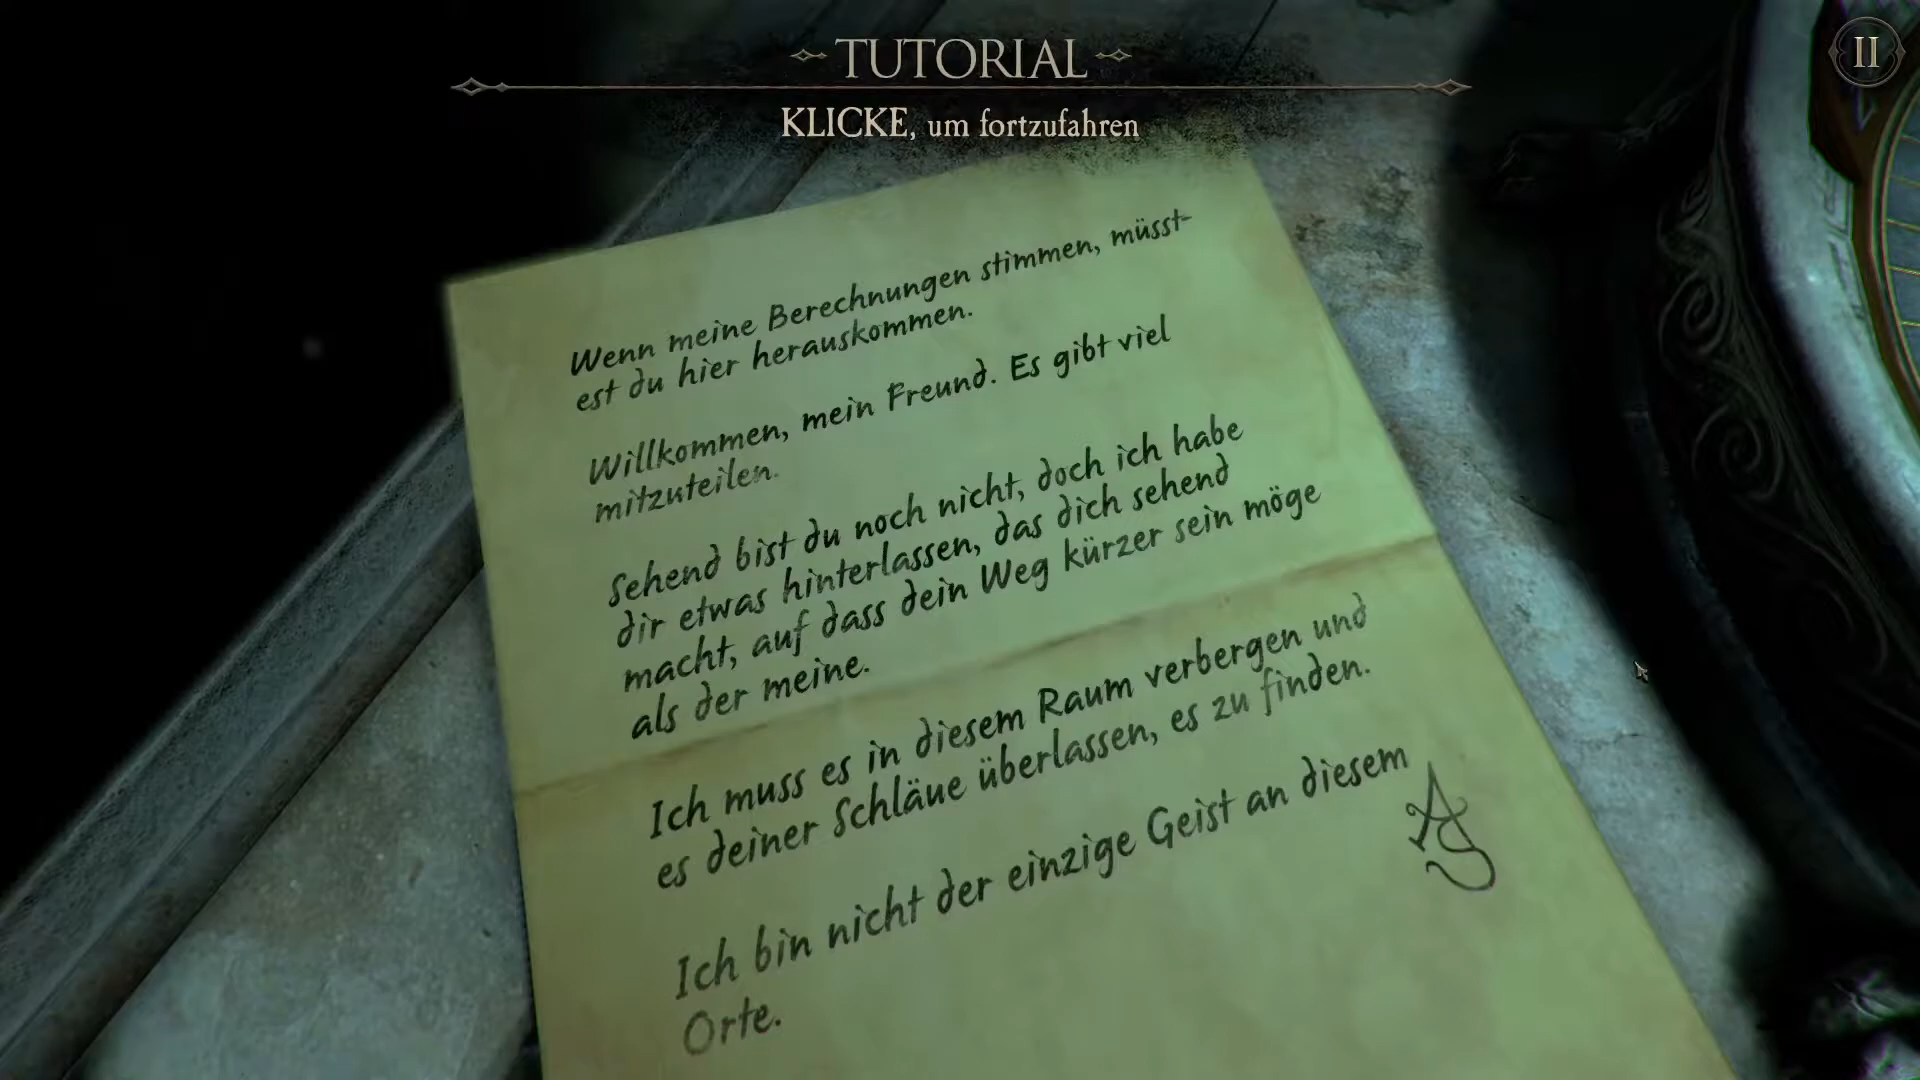 TUTORIAL
KLICKE, um fortzufahren
Wenn meine Berechnungen stimmen, müsst-
est du hier herauskommen.
Willkommen, mein Freund. Es gibt viel
mitzuteilen.
Sehend bist du noch nicht, doch ich habe
dir etwas hinterlassen, das dich sehend
macht, auf dass dein Weg kürzer sein möge
als der meine.
Ich muss es in diesem Raum verbergen und
es deiner Schläue überlassen, es zu finden.
Ich bin nicht der einzige Geist an diesem
Orte.
AS